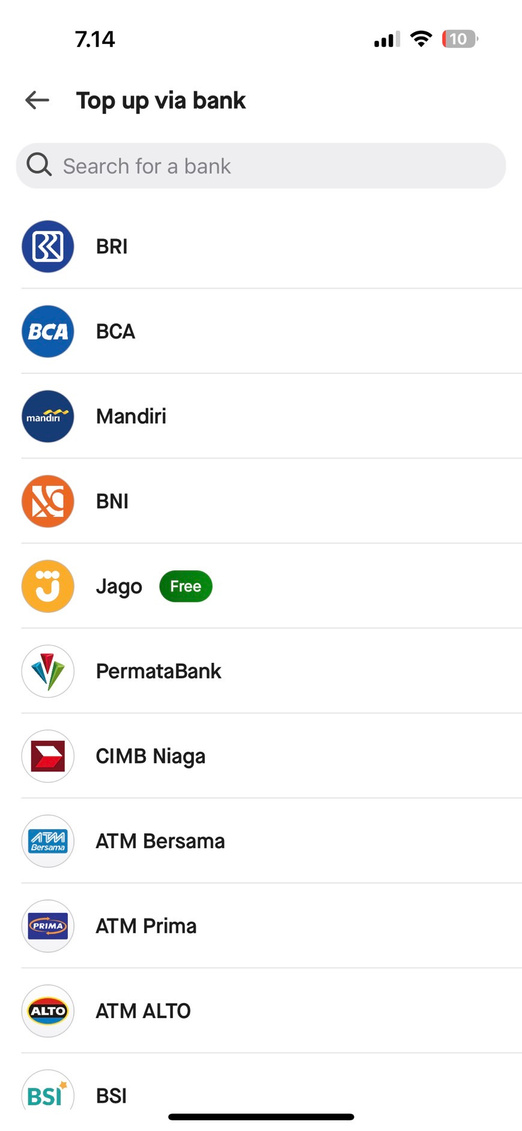 7.14
10
Top up via bank
Search for a bank
BRI
BCA
BCA
mandiri
Mandiri
BNI
Jago
Free
PermataBank
CIMB Niaga
ATM
Bersama
ATM Bersama
PRIMA
ATM Prima
ALTO
ATM ALTO
BSI
BSI